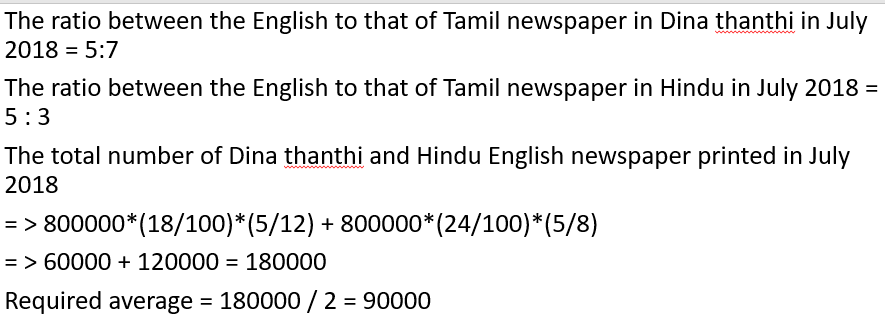 The ratio between the English to that of Tamil newspaper in Dina thanthi in July
2018 = 5:7
The ratio between the English to that of Tamil newspaper in Hindu in July 2018 =
5 : 3
The total number of Dina thanthi and Hindu English newspaper printed in July
2018
= > 800000*(18/100)*(5/12) + 800000*(24/100)*(5/8)
= > 60000 + 120000 = 180000
Required average = 180000 / 2 = 90000